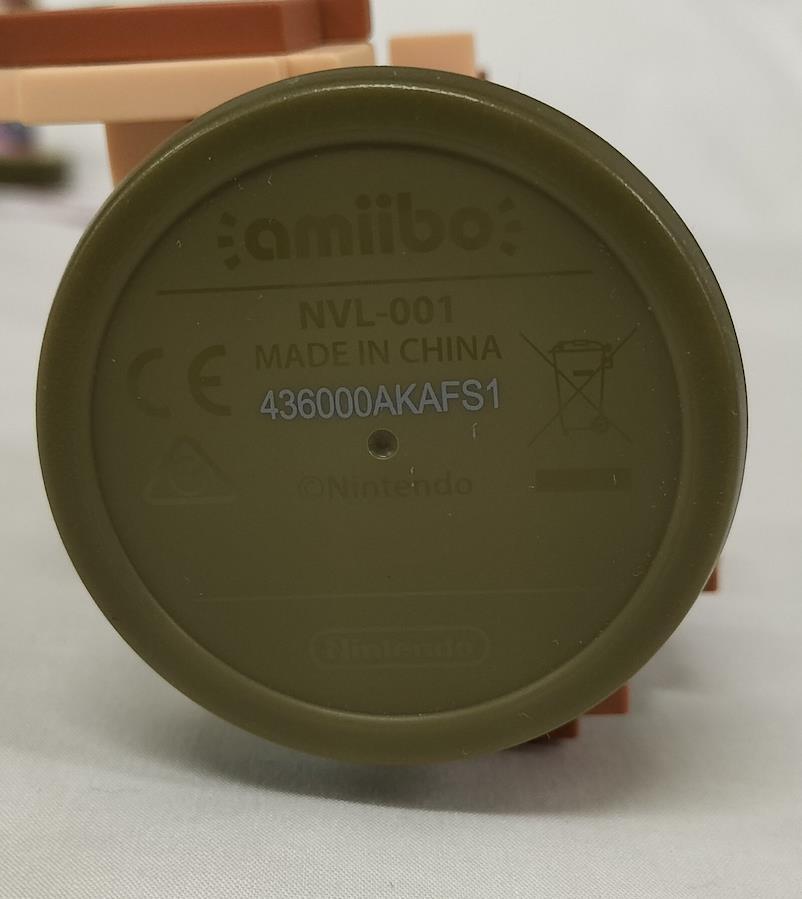 amiibo
NVL-001
MADE IN CHINA
CE
436000AKAFS1
©Nintendo
Nintendo